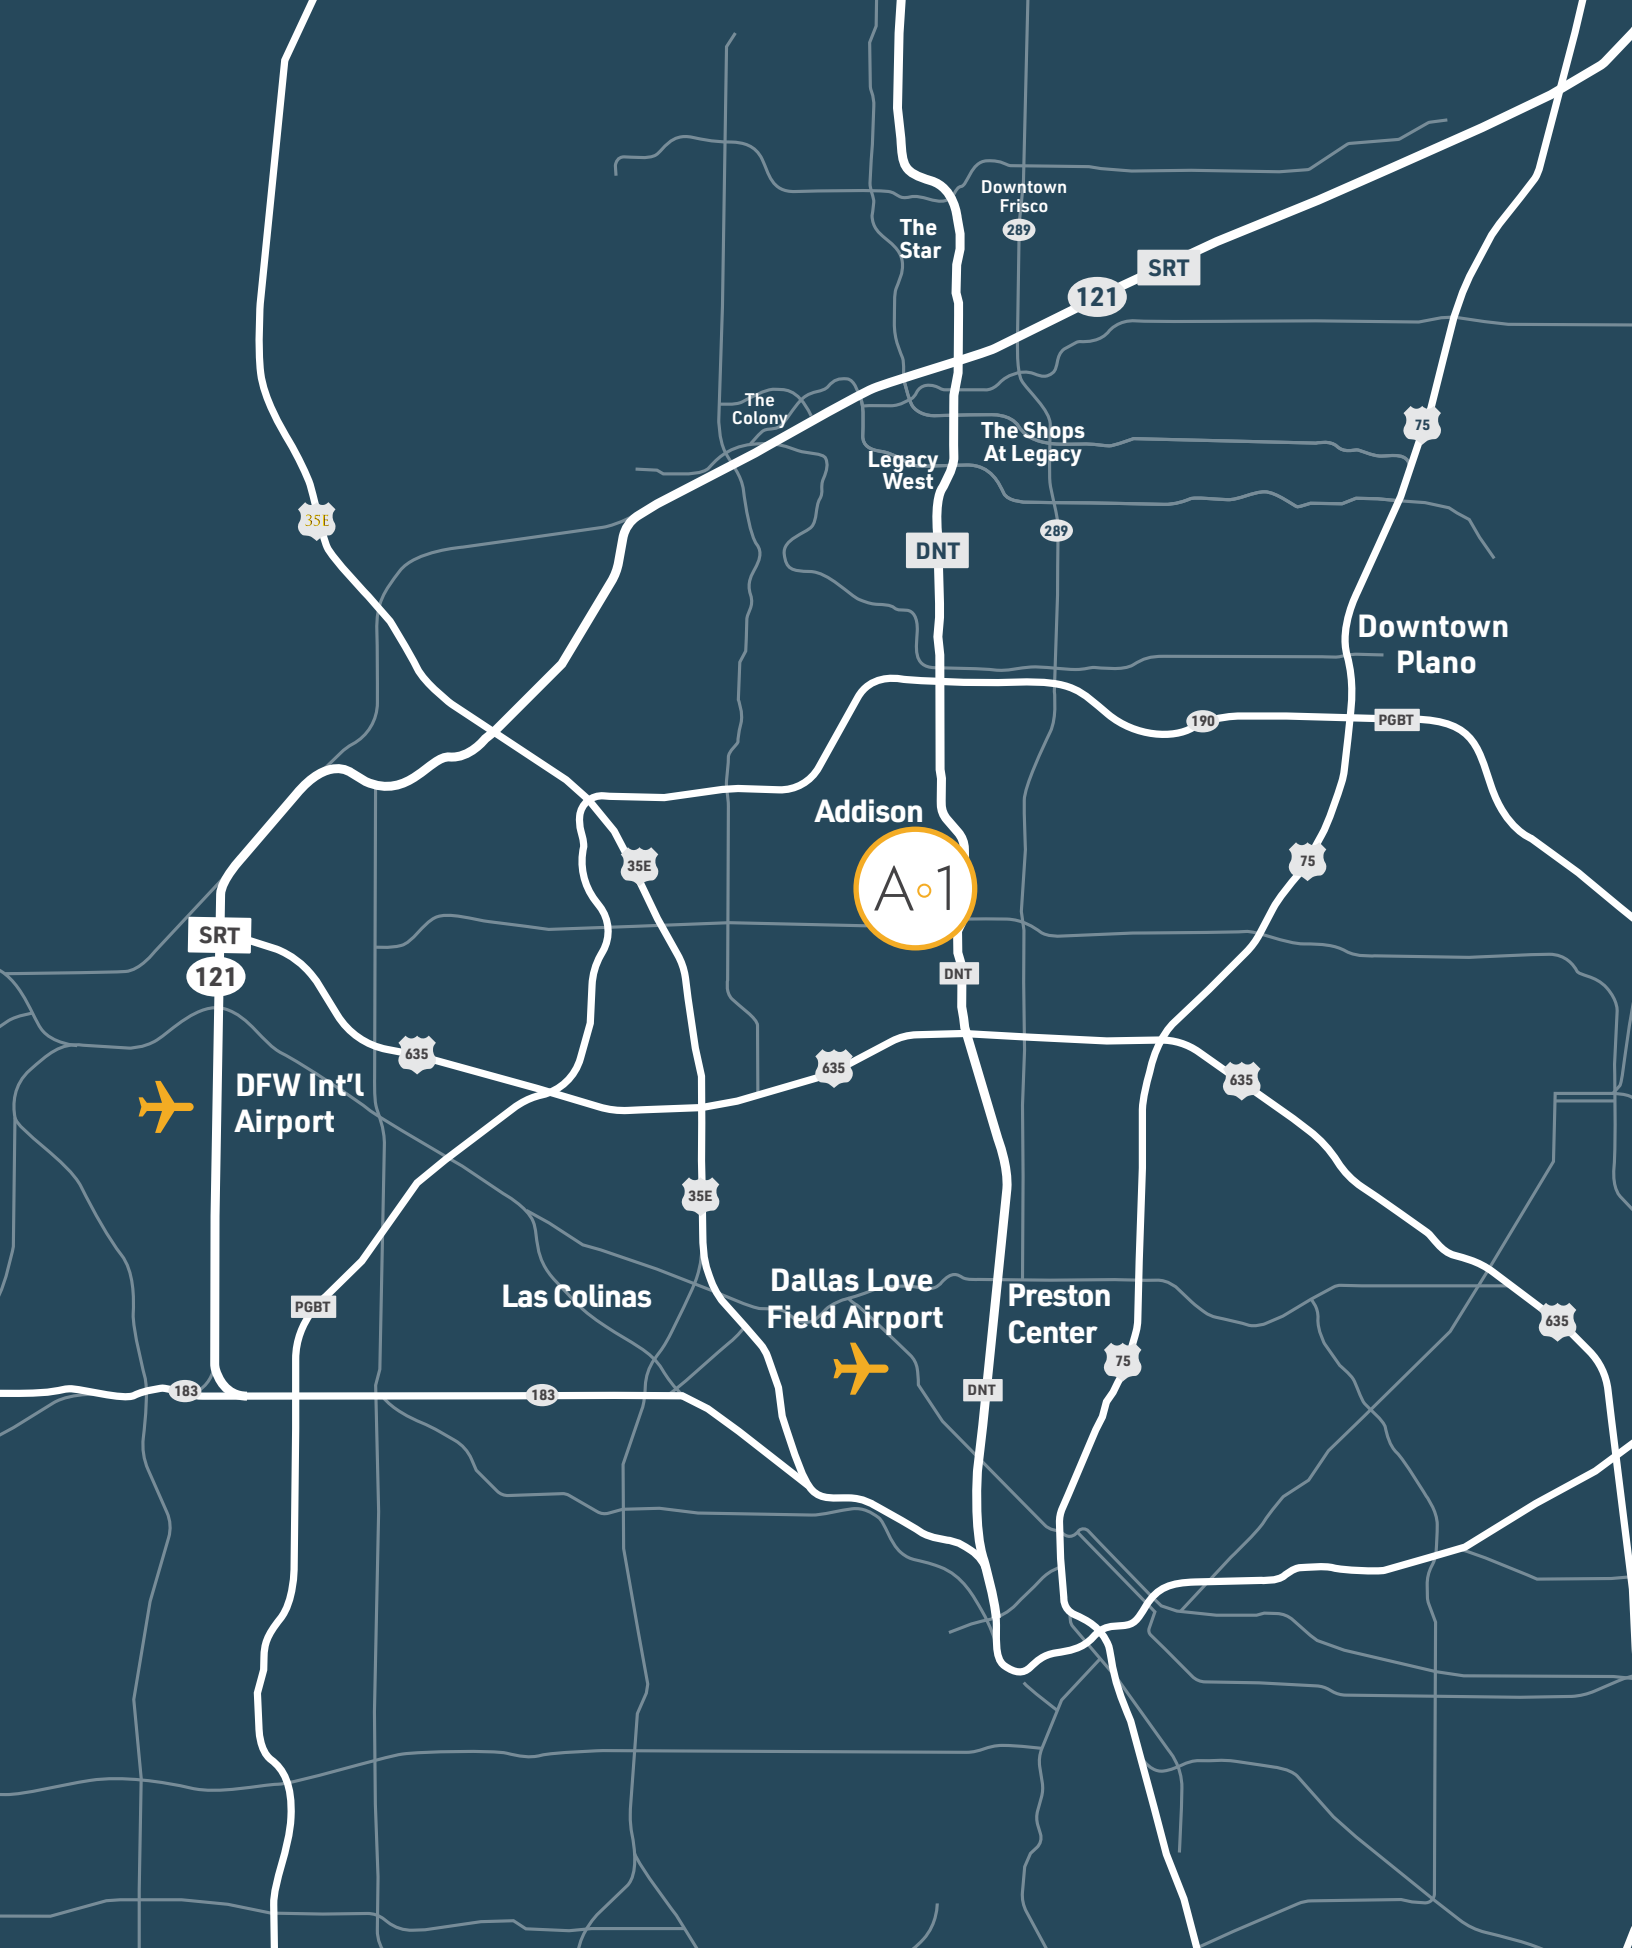 Downtown
Frisco
289
The
Star
SRT
121
The
Colony
75
The Shops
At Legacy
Legacy
West
35E
289
DNT
Downtown
Plano
190
PGBT
Addison
A 1
35E
75
SRT
121
DNT
635
635
635
DFW Int'l
Airport
35E
Las Colinas
Dallas Love
Field Airport
Preston
Center
PGBT
635
75
183
183
DNT